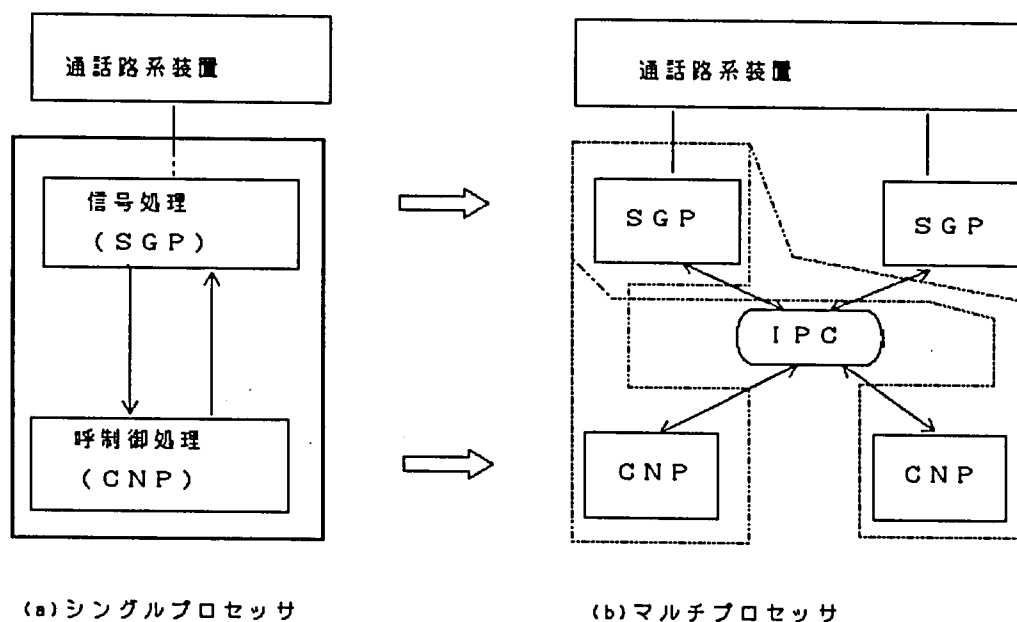 通話路系装置
信号処理
(SGP)
呼制御処理
(CNP)
(a)シングルプロセッサ
通話路系装置
SGP
SGP
IPC
CNP
CNP
(b)マルチプロセッサ